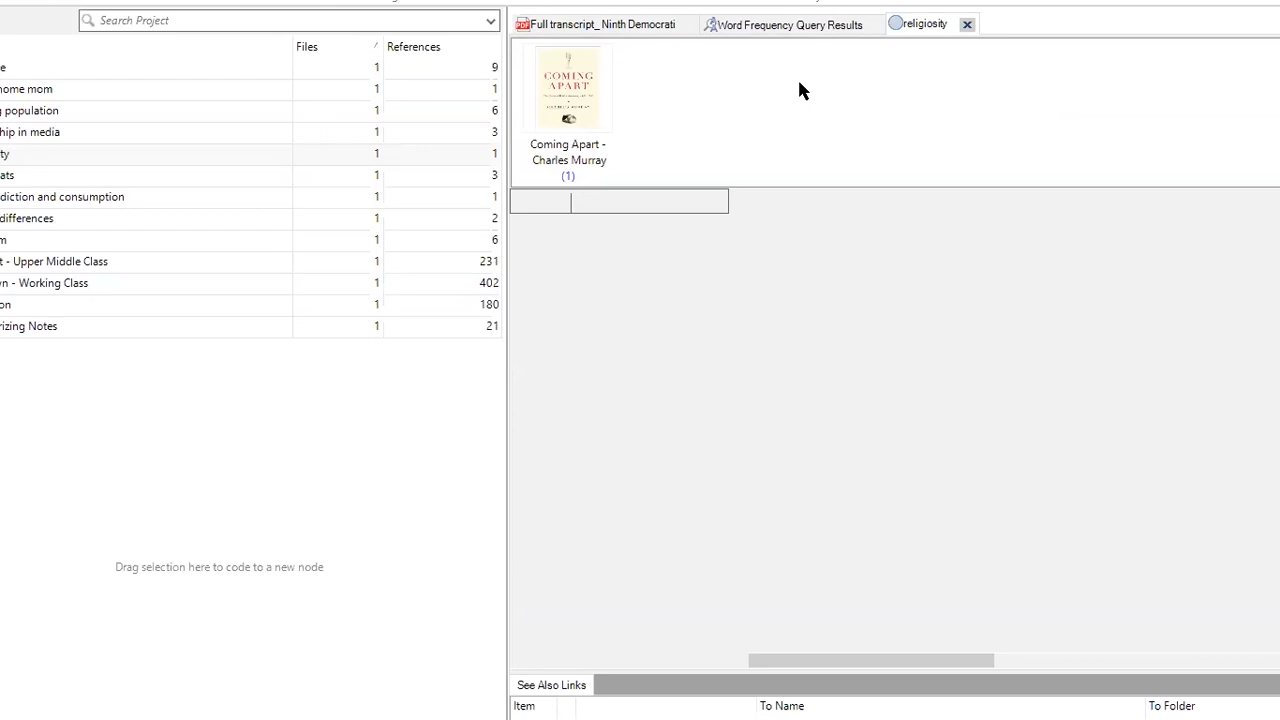 Search Project
Files References
e 1 9
home mom 1 1
g population 1 6
hip in media 1 3
ty 1 1
ats 1 3
diction and consumption 1 1
differences 1 2
m 1 6
t - Upper Middle Class 1 231
vn - Working Class 1 402
on 1 180
rizing Notes 1 21
Drag selection here to code to a new node
Full transcript_ Ninth Democrati Word Frequency Query Results religiosity
COMING
APART
Coming Apart -
Charles Murray
(1)
See Also Links
Item To Name To Folder